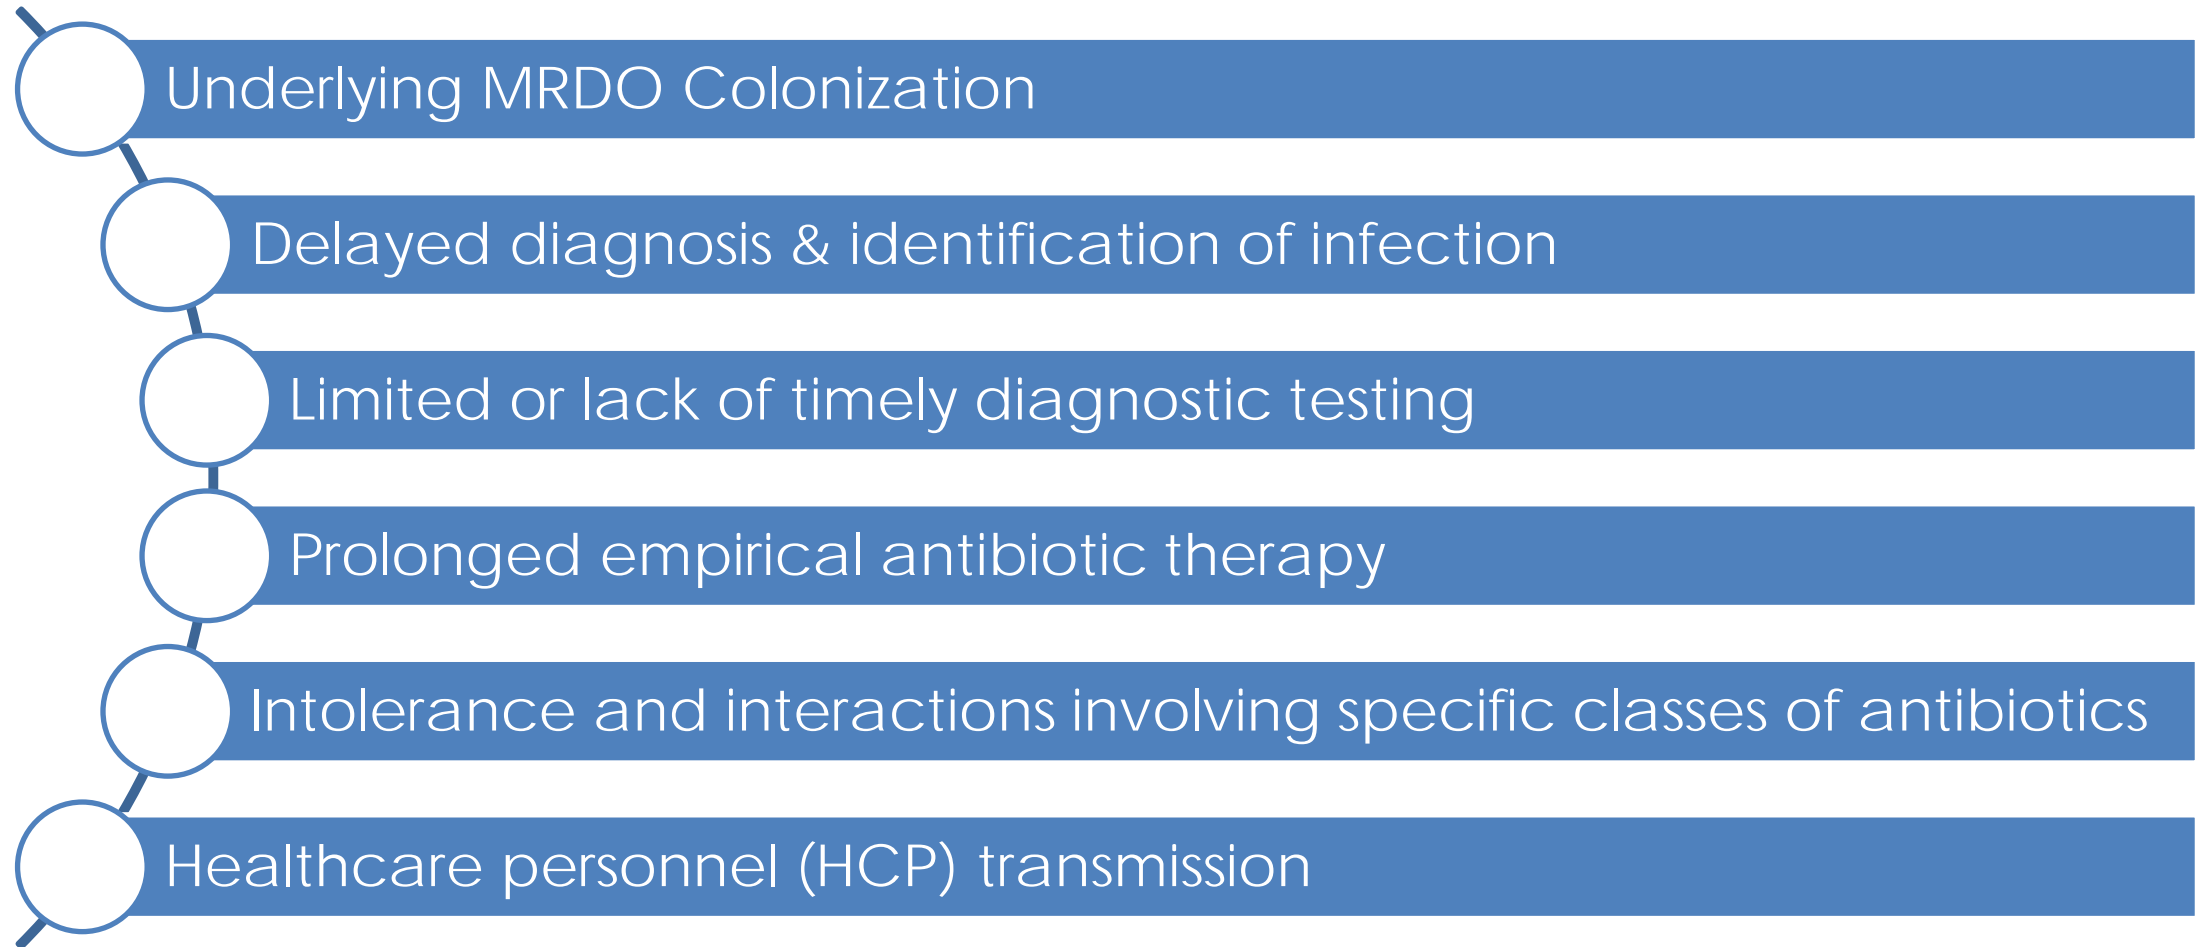 Underlying MRDO Colonization
Delayed diagnosis & identification of infection
Limited or lack of timely diagnostic testing
Prolonged empirical antibiotic therapy
Intolerance and interactions involving specific classes of antibiotics
Healthcare personnel (HCP) transmission